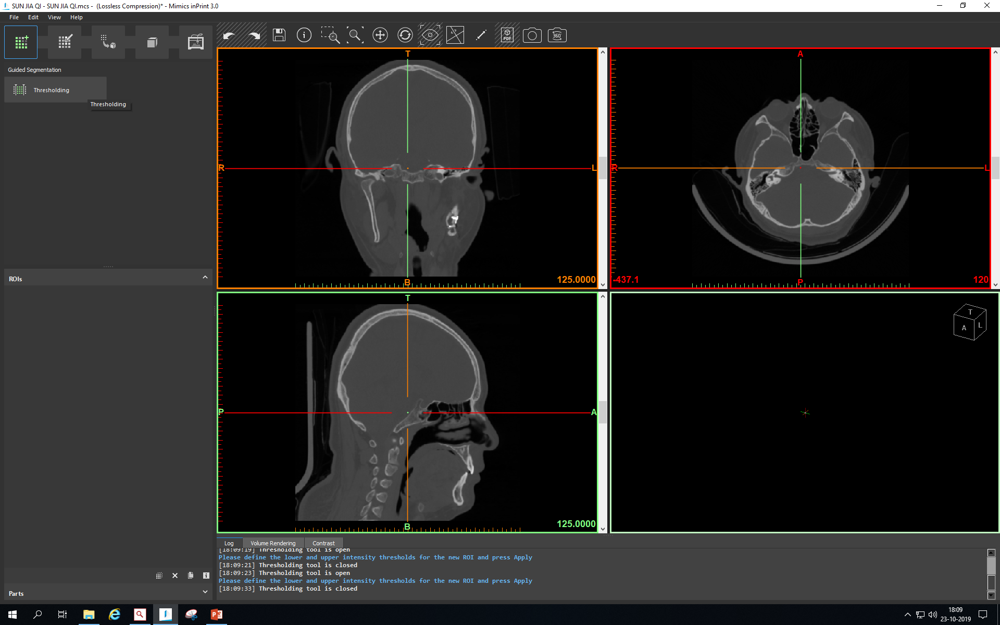 SUN JIA QI - SUN JIA QI.mcs -  (Lossless Compression)* - Mimics inPrint 3.0
File Edit View Help
PDF
360
Guided Segmentation
Thresholding
Thresholding
ROIs
Parts
T
R
L
B
125.0000
A
R
L
P
-437.1
120
T
P
A
B
125.0000
T
A
L
Log Volume Rendering Contrast
[18:09:19] Thresholding tool is open
Please define the lower and upper intensity thresholds for the new ROI and press Apply
[18:09:21] Thresholding tool is closed
[18:09:23] Thresholding tool is open
Please define the lower and upper intensity thresholds for the new ROI and press Apply
[18:09:33] Thresholding tool is closed
18:09
23-10-2019